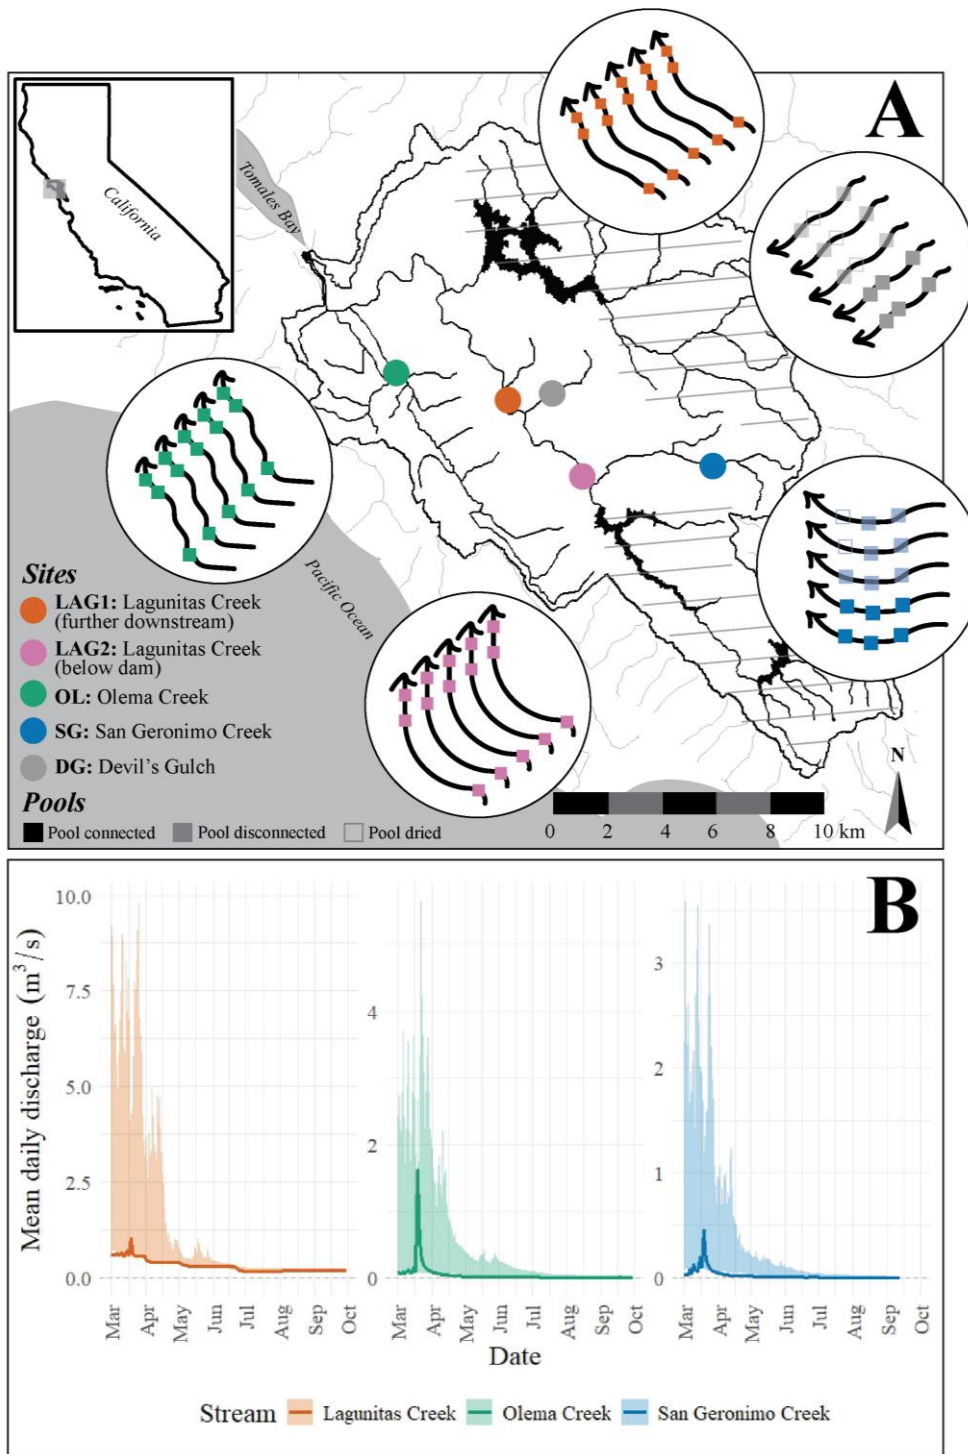 A
Tomales Bay
California
Pacific Ocean
Sites
LAG1: Lagunitas Creek
(further downstream)
LAG2: Lagunitas Creek
(below dam)
OL: Olema Creek
SG: San Geronimo Creek
DG: Devil's Gulch
Pools
Pool connected
Pool disconnected
Pool dried
N
0 2 4 6 8 10 km
B
Mean daily discharge (m³/s)
10.0
7.5
5.0
2.5
0.0
4
2
0
3
2
1
0
Mar Apr May Jun Jul Aug Sep Oct
Mar Apr May Jun Jul Aug Sep Oct
Mar Apr May Jun Jul Aug Sep Oct
Date
Stream Lagunitas Creek Olema Creek San Geronimo Creek